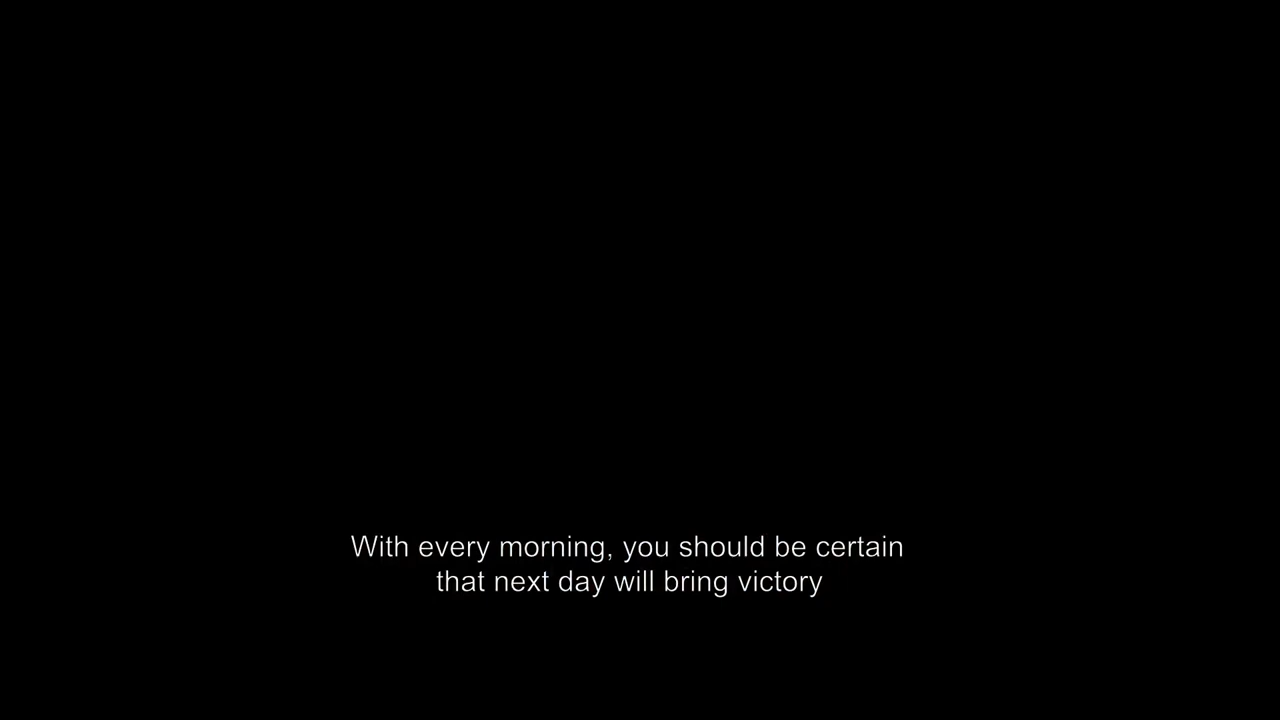 With every morning, you should be certain
that next day will bring victory